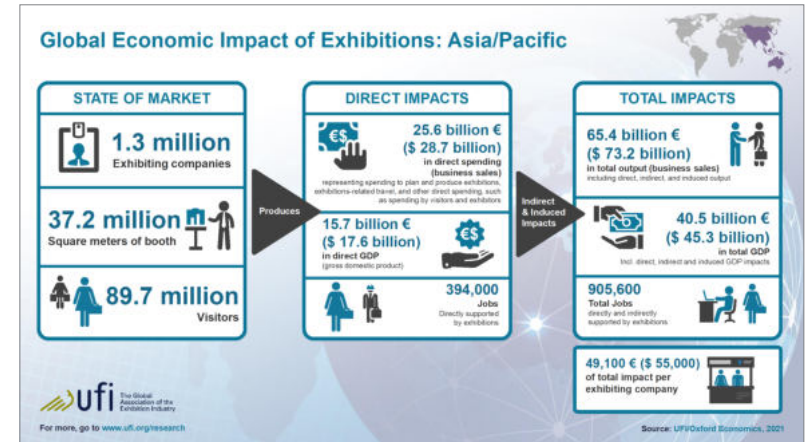 Global Economic Impact of Exhibitions: Asia/Pacific
STATE OF MARKET
1.3 million
Exhibiting companies
37.2 million
Square meters of booth
89.7 million
Visitors
Produces
DIRECT IMPACTS
€$
25.6 billion €
($ 28.7 billion)
in direct spending
(business sales)
representing spending to plan and produce exhibitions,
exhibitions-related travel, and other direct spending, such
as spending by visitors and exhibitors
15.7 billion €
($ 17.6 billion)
in direct GDP
(gross domestic product)
€$
394,000
Jobs
Directly supported
by exhibitions
Indirect
& Induced
Impacts
TOTAL IMPACTS
65.4 billion €
($ 73.2 billion)
in total output (business sales)
including direct, indirect, and induced output
40.5 billion €
($ 45.3 billion)
in total GDP
Incl. direct, indirect and induced GDP impacts
905,600
Total Jobs
directly and indirectly
supported by exhibitions
49,100 € ($ 55,000)
of total impact per
exhibiting company
ufi
The Global
Association of the
Exhibition Industry
For more, go to www.ufi.org/research
Source: UFI/Oxford Economics, 2021